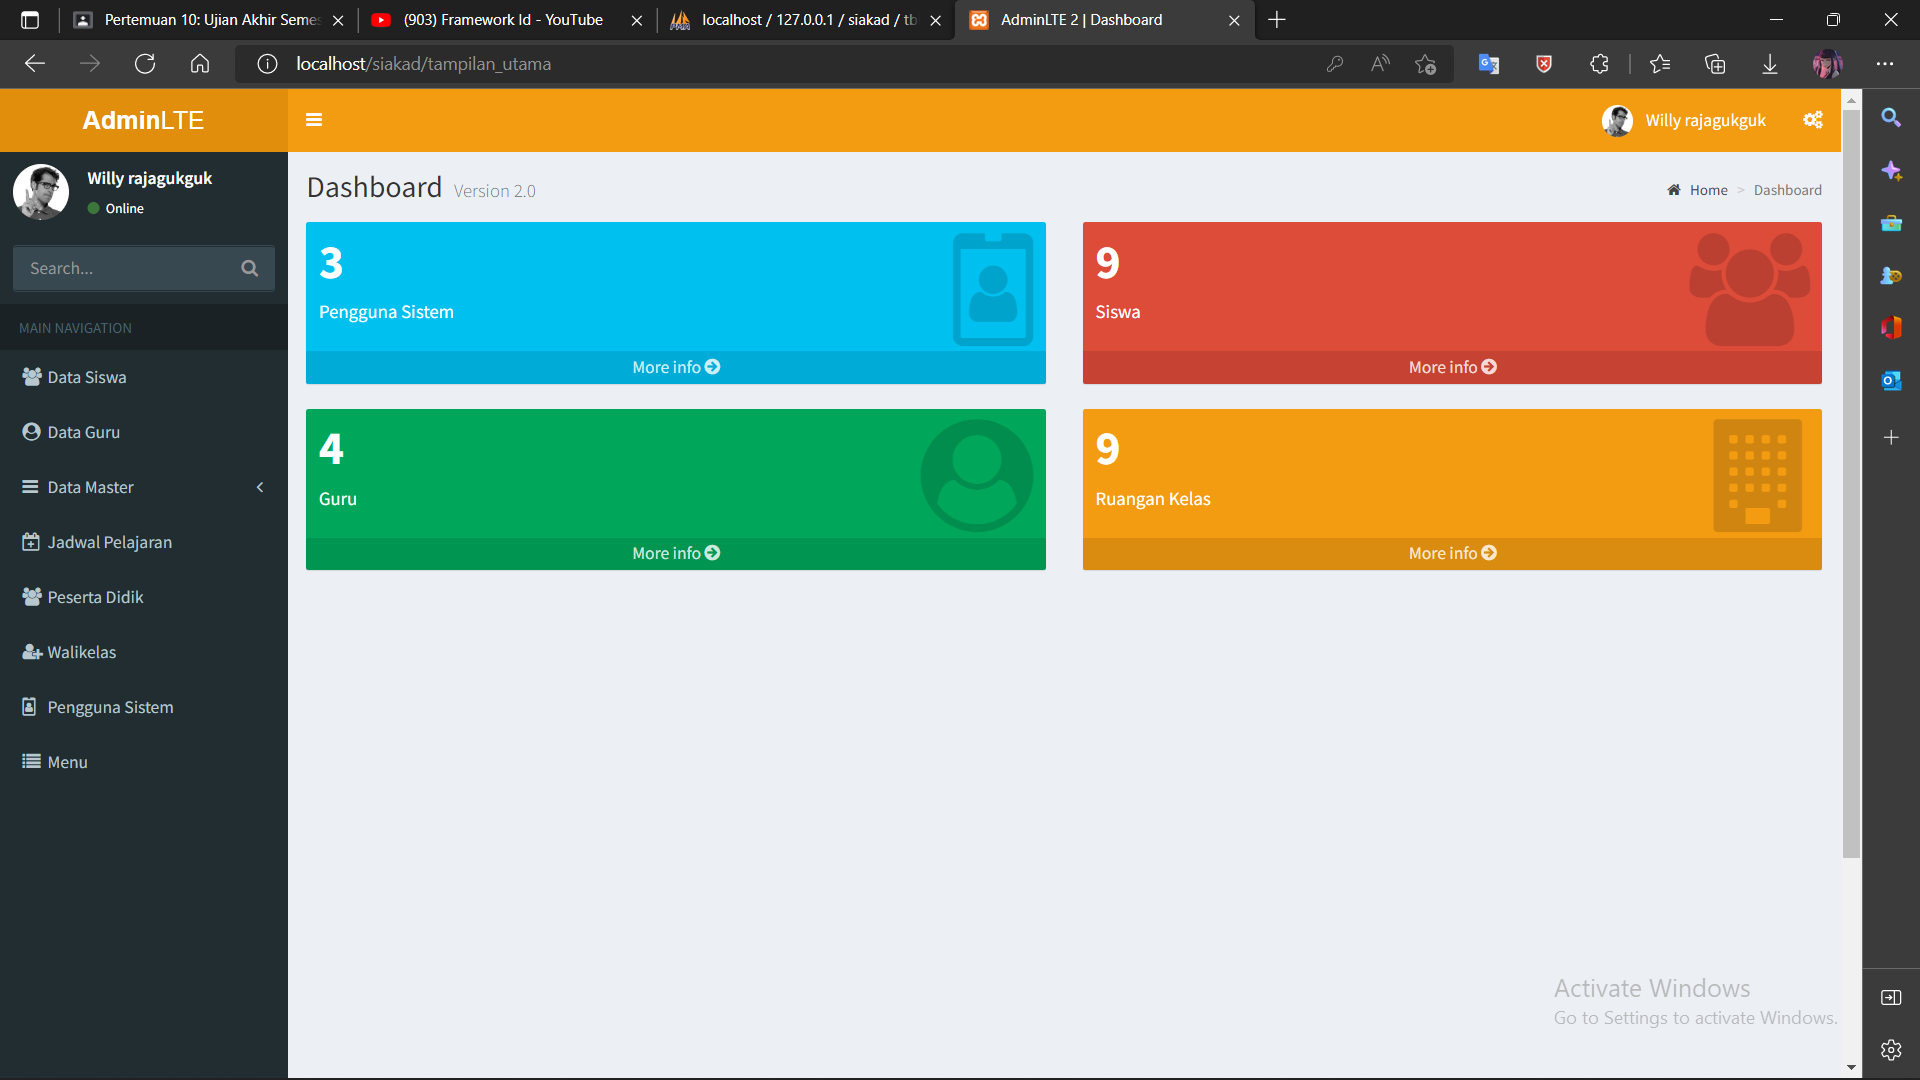 Pertemuan 10: Ujian Akhir Semes
(903) Framework Id - YouTube
localhost / 127.0.0.1 / siakad / tb
AdminLTE 2 | Dashboard
localhost/siakad/tampilan_utama
AdminLTE
Willy rajagukguk
Willy rajagukguk
Online
Search...
MAIN NAVIGATION
Data Siswa
Data Guru
Data Master
Jadwal Pelajaran
Peserta Didik
Walikelas
Pengguna Sistem
Menu
Dashboard Version 2.0
Home > Dashboard
3
Pengguna Sistem
More info
9
Siswa
More info
4
Guru
More info
9
Ruangan Kelas
More info
Activate Windows
Go to Settings to activate Windows.